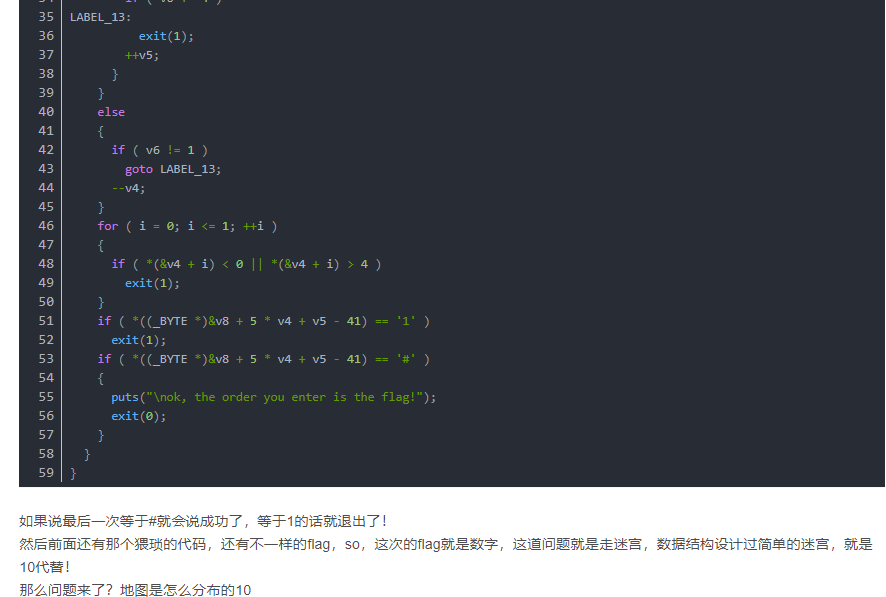 35 LABEL_13:
36 exit(1);
37 ++v5;
38 }
39 }
40 else
41 {
42 if ( v6 != 1 )
43 goto LABEL_13;
44 --v4;
45 }
46 for ( i = 0; i <= 1; ++i )
47 {
48 if ( *(&v4 + i) < 0 || *(&v4 + i) > 4 )
49 exit(1);
50 }
51 if ( *((_BYTE *)&v8 + 5 * v4 + v5 - 41) == '1' )
52 exit(1);
53 if ( *((_BYTE *)&v8 + 5 * v4 + v5 - 41) == '#' )
54 {
55 puts("\nok, the order you enter is the flag!");
56 exit(0);
57 }
58 }
59 }
如果说最后一次等于#就会说成功了，等于1的话就退出了！
然后前面还有那个猥琐的代码，还有不一样的flag，so，这次的flag就是数字，这道问题就是走迷宫，数据结构设计过简单的迷宫，就是
10代替！
那么问题来了？地图是怎么分布的10